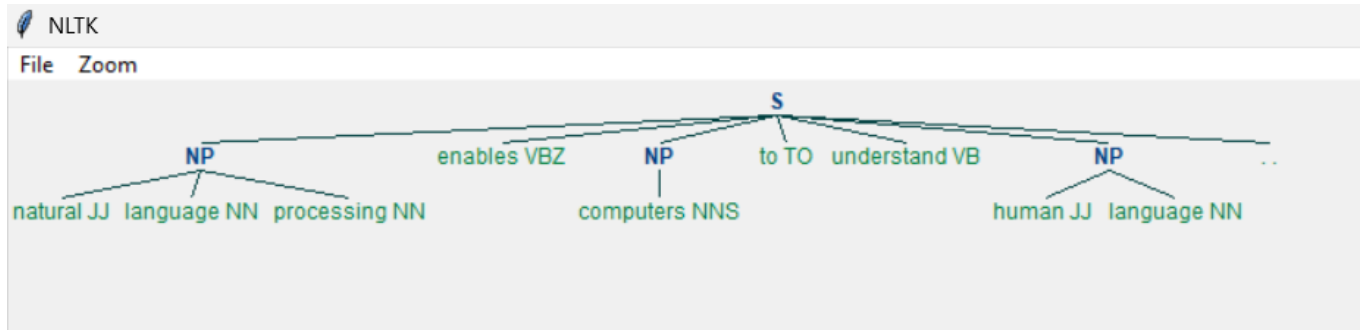 NLTK
File Zoom
S
NP enables VBZ NP to TO understand VB NP . .
natural JJ language NN processing NN computers NNS human JJ language NN